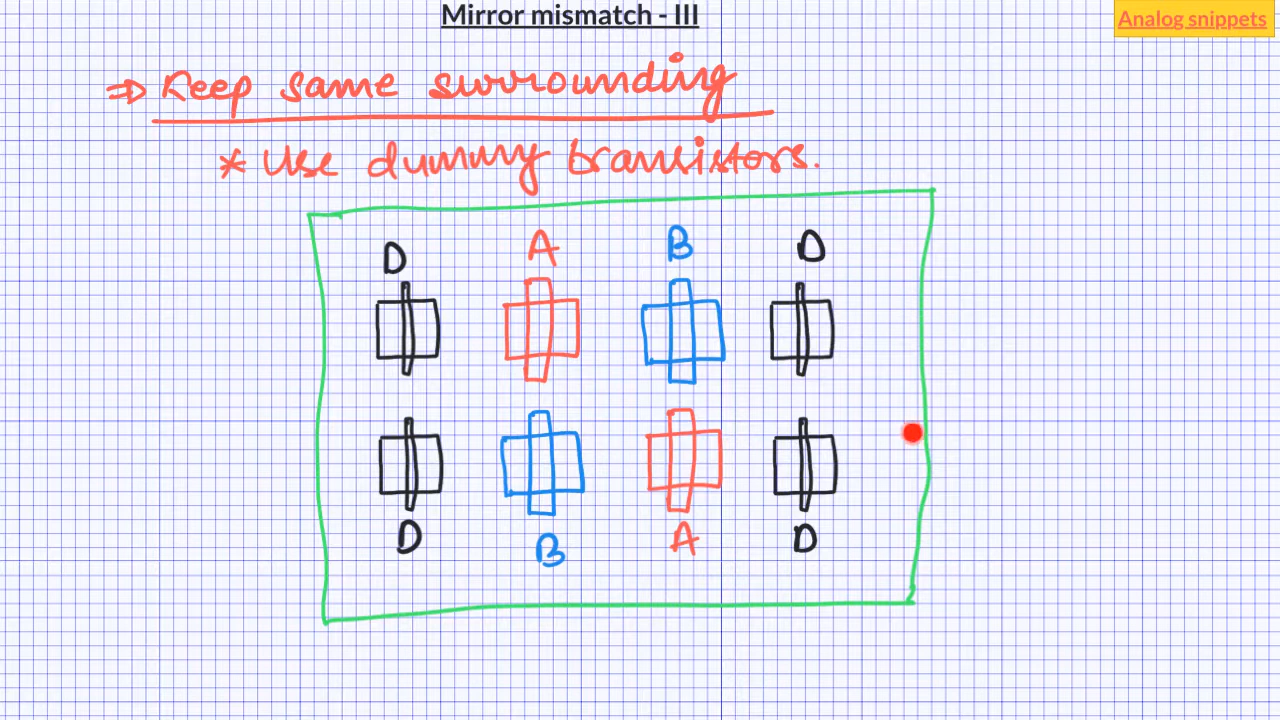 Mirror mismatch - III
Analog snippets
⇒ Keep same surrounding
* Use dummy transistors.
D A B D
D B A D